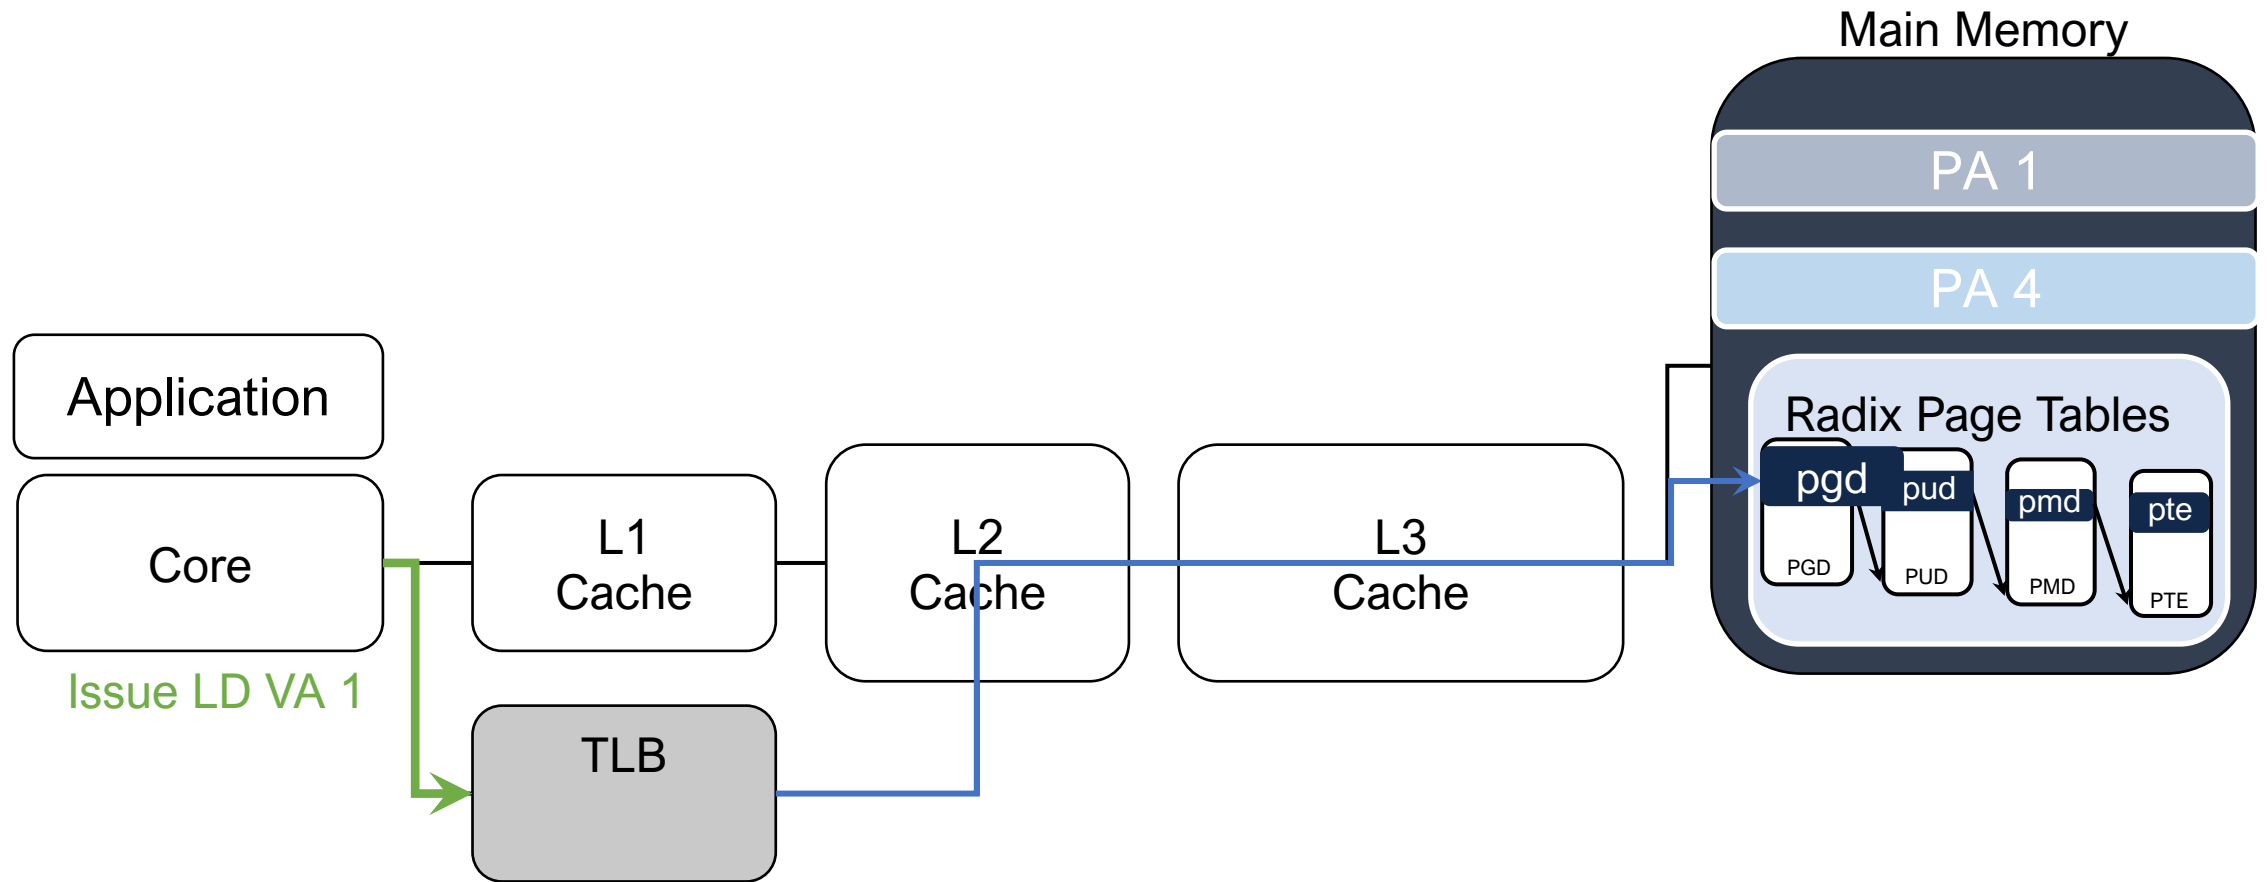 Main Memory
PA 1
PA 4
Application
Radix Page Tables
pgd
pud
pmd
pte
Core
L1
Cache
L2
Cache
L3
Cache
PGD
PUD
PMD
PTE
Issue LD VA 1
TLB